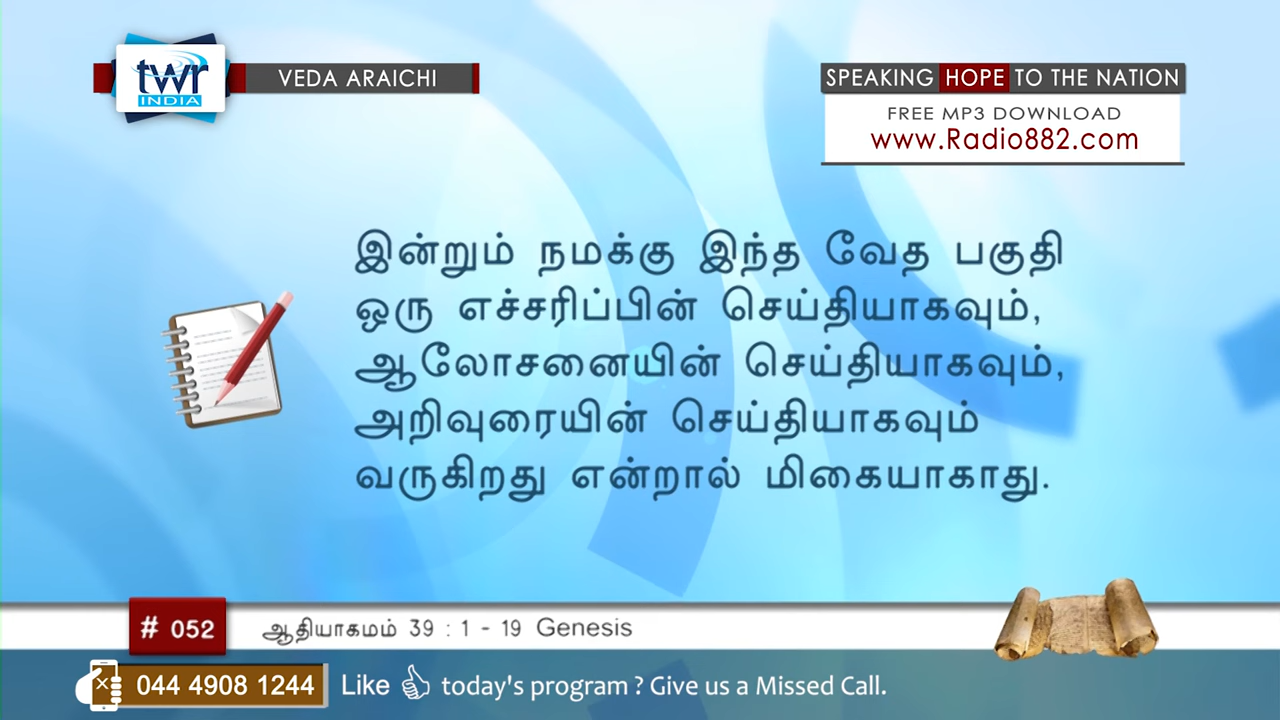 twr
INDIA
VEDA ARAICHI
SPEAKING HOPE TO THE NATION
FREE MP3 DOWNLOAD
www.Radio882.com
இன்றும் நமக்கு இந்த வேத பகுதி
ஒரு எச்சரிப்பின் செய்தியாகவும்,
ஆலோசனையின் செய்தியாகவும்,
அறிவுரையின் செய்தியாகவும்
வருகிறது என்றால் மிகையாகாது.
# 052
ஆதியாகமம் 39 : 1 - 19 Genesis
044 4908 1244
Like today's program ? Give us a Missed Call.